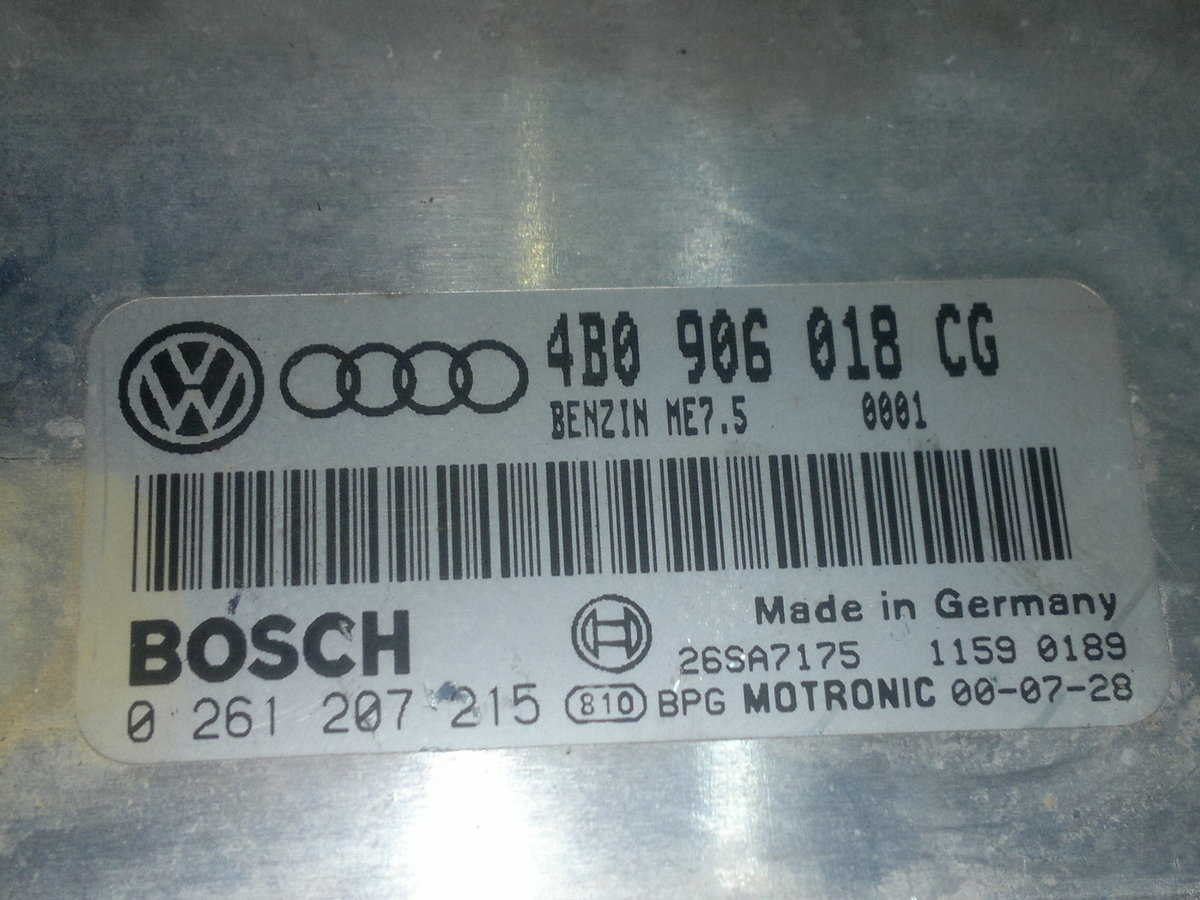 4B0 906 018 CG
BENZIN ME7.5 0001
BOSCH
Made in Germany
26SA7175 1159 0189
0 261 207 215 810 BPG MOTRONIC 00-07-28